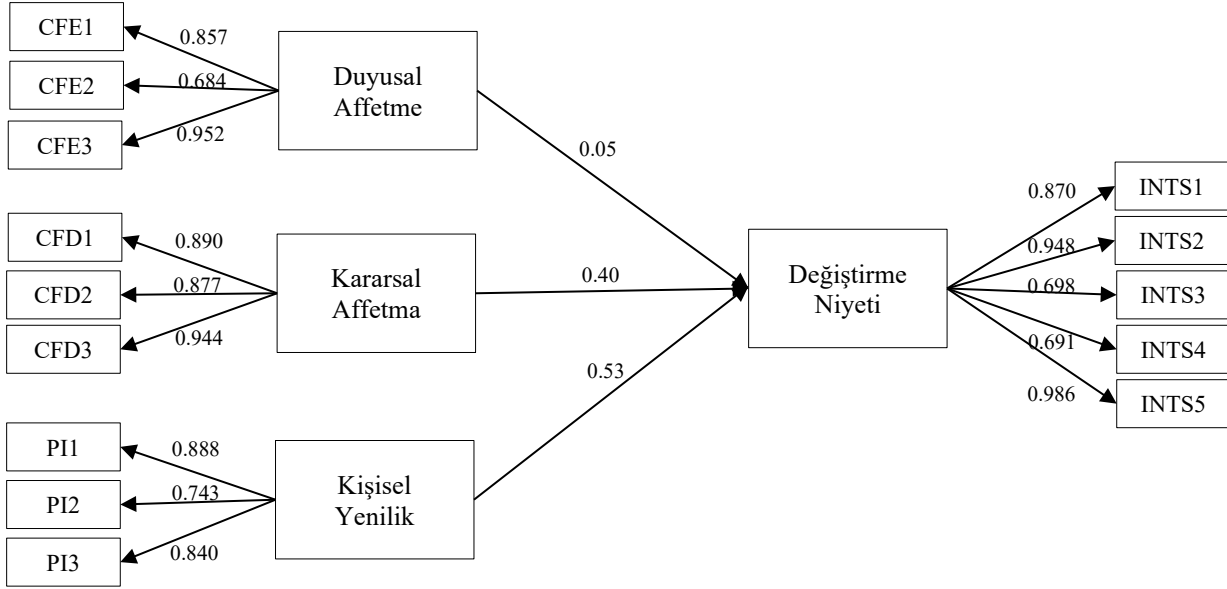 CFE1
CFE2
CFE3
0.857
0.684
0.952
Duyusal
Affetme
0.05
CFD1
CFD2
CFD3
0.890
0.877
0.944
Kararsal
Affetma
0.40
PI1
PI2
PI3
0.888
0.743
0.840
Kişisel
Yenilik
0.53
Değiştirme
Niyeti
0.870
0.948
0.698
0.691
0.986
INTS1
INTS2
INTS3
INTS4
INTS5